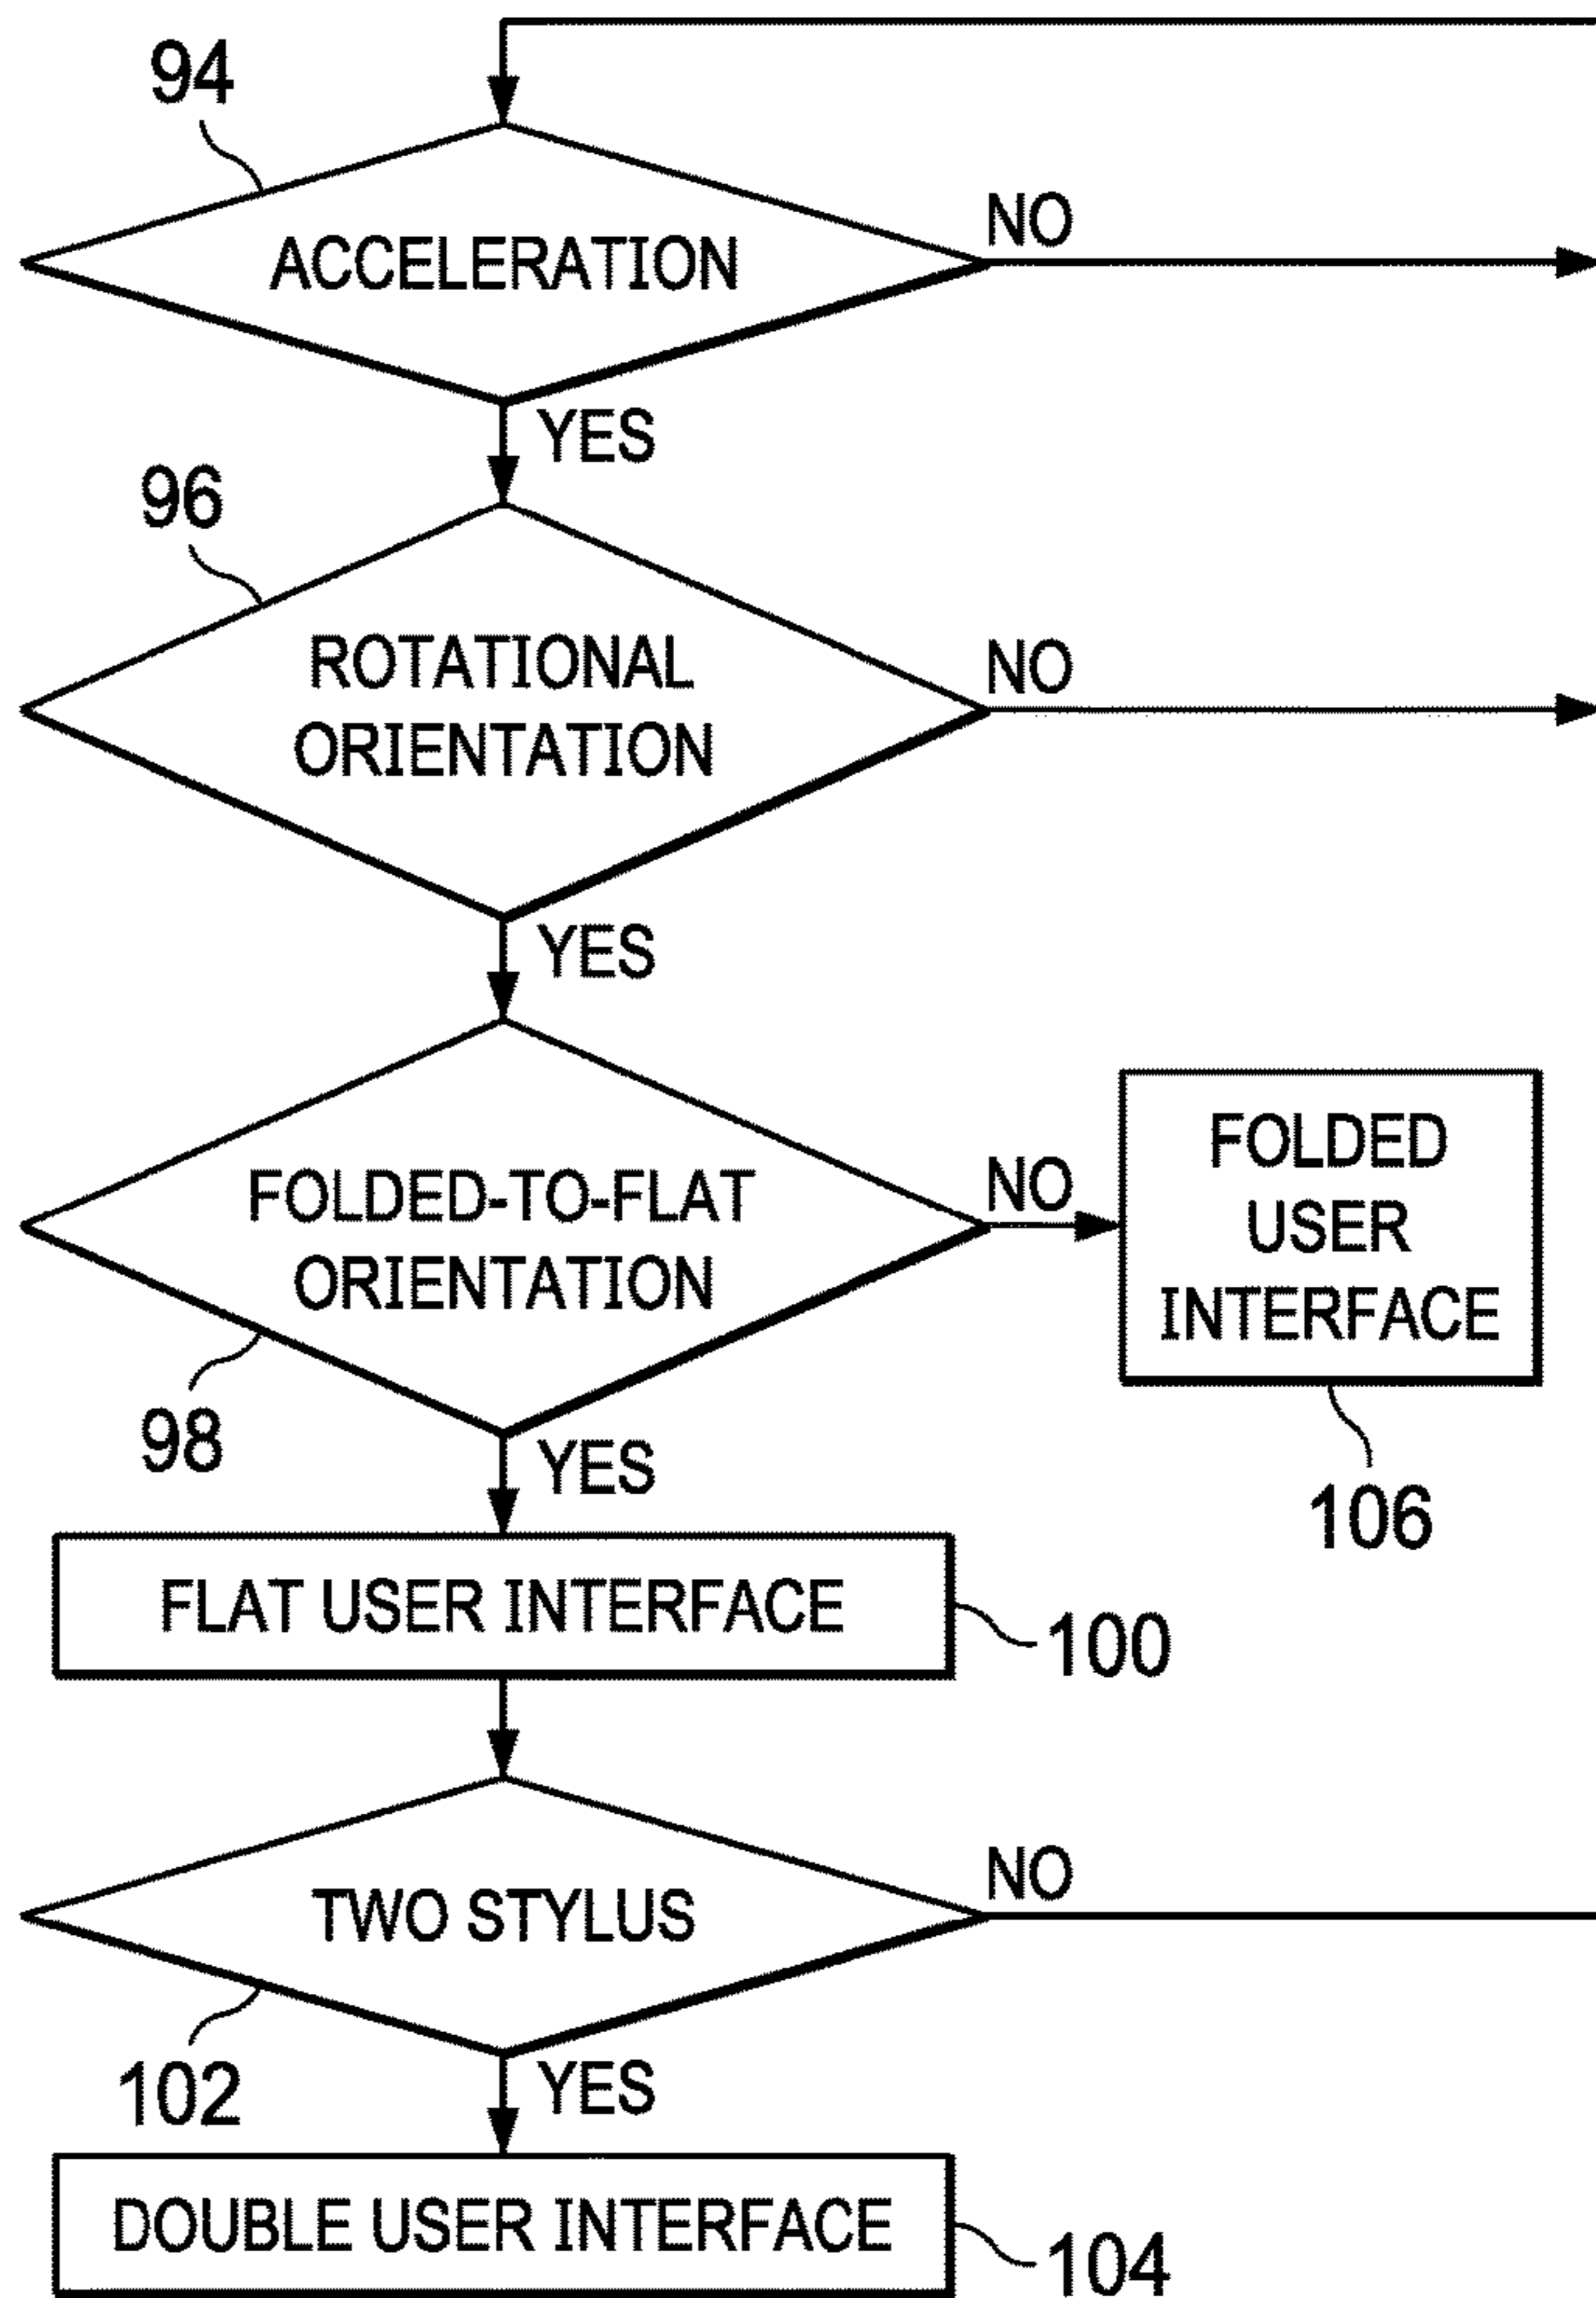 94
ACCELERATION
NO
YES
96
ROTATIONAL
ORIENTATION
NO
YES
FOLDED-TO-FLAT
ORIENTATION
NO
98
YES
FOLDED
USER
INTERFACE
106
FLAT USER INTERFACE
100
TWO STYLUS
NO
102
YES
DOUBLE USER INTERFACE
104